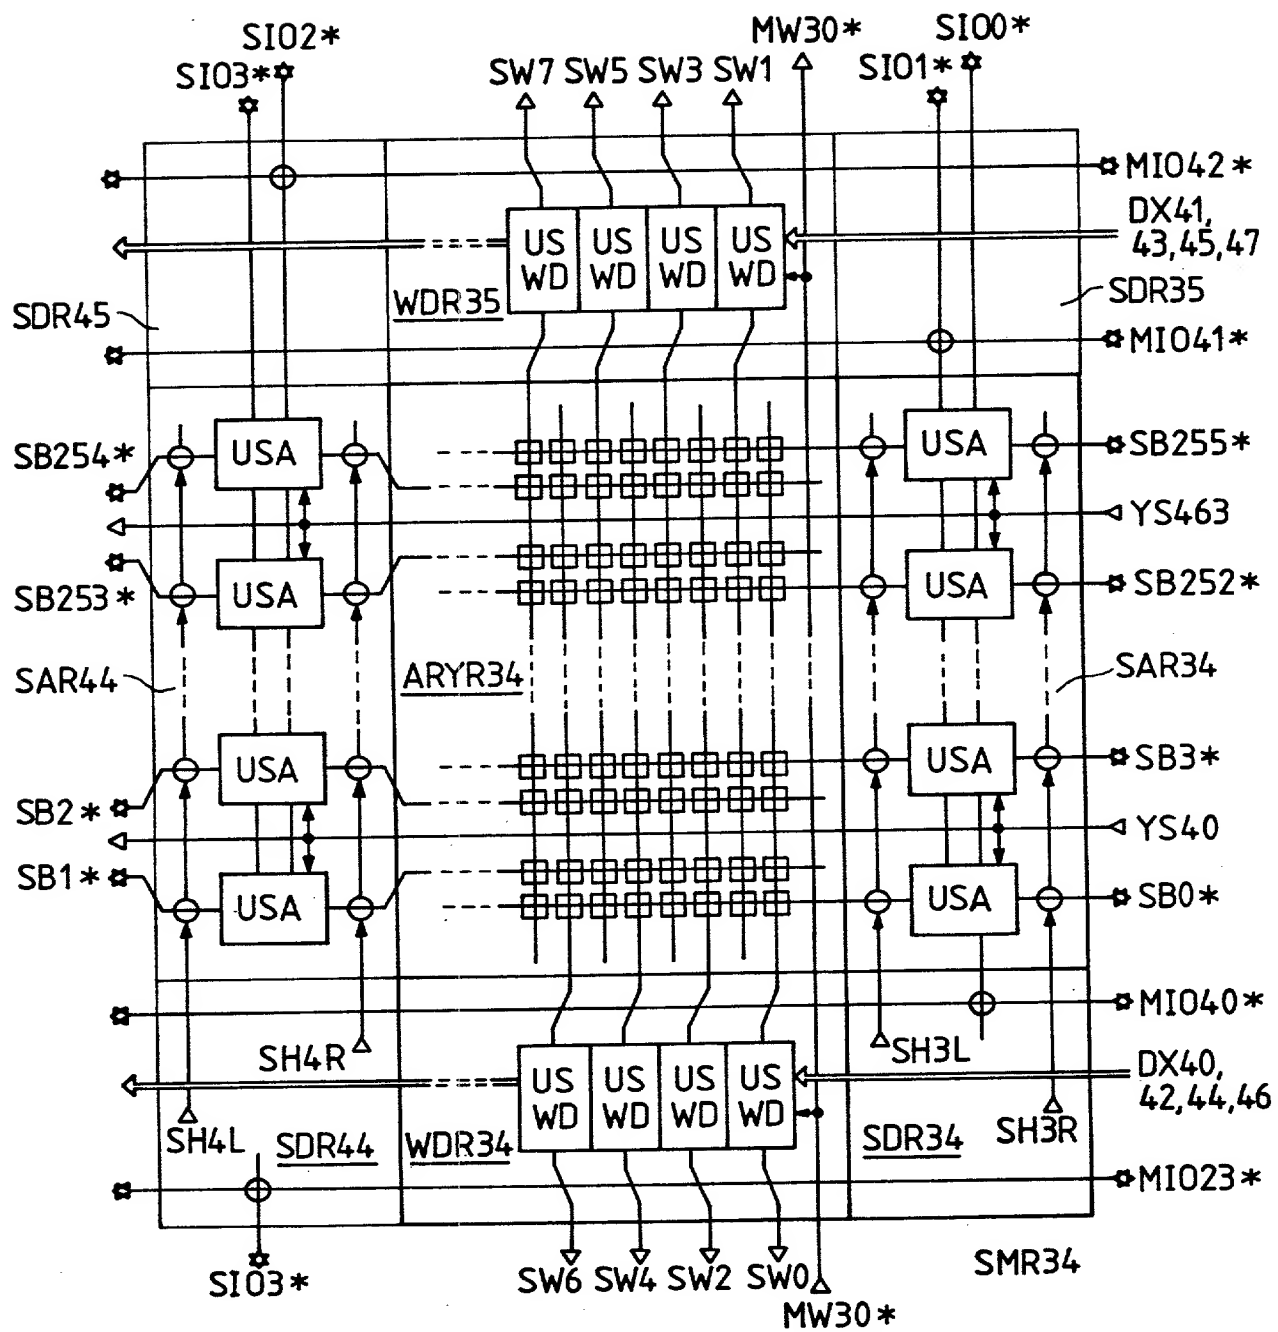 SIO2*
MW30*
SIO0*
SIO3*
SW7 SW5 SW3 SW1
SIO1*
MIO42*
DX41,
43,45,47
US WD
US WD
US WD
US WD
SDR45
WDR35
SDR35
MIO41*
SB254*
USA
USA
SB255*
YS463
SB253*
USA
USA
SB252*
SAR44
ARYR34
SAR34
USA
USA
SB3*
SB2*
YS40
SB1*
USA
USA
SB0*
MIO40*
SH4R
SH3L
US WD
US WD
US WD
US WD
DX40,
42,44,46
SH4L
SDR44
WDR34
SDR34
SH3R
MIO23*
SIO3*
SW6 SW4 SW2 SW0
SMR34
MW30*